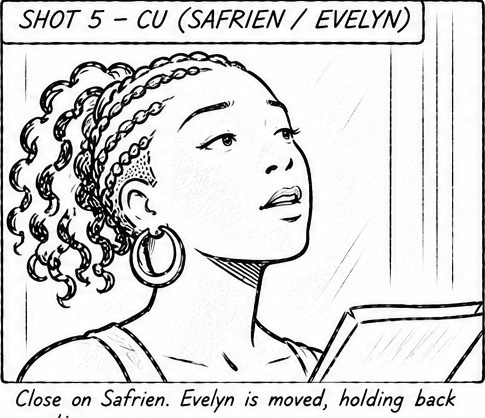 SHOT 5 – CU (SAFRIEN / EVELYN)
Close on Safrien. Evelyn is moved, holding back